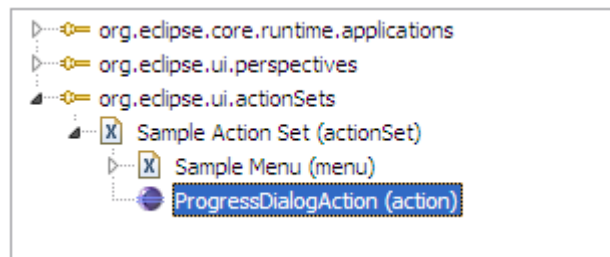 org.eclipse.core.runtime.applications
org.eclipse.ui.perspectives
org.eclipse.ui.actionSets
X Sample Action Set (actionSet)
X Sample Menu (menu)
ProgressDialogAction (action)